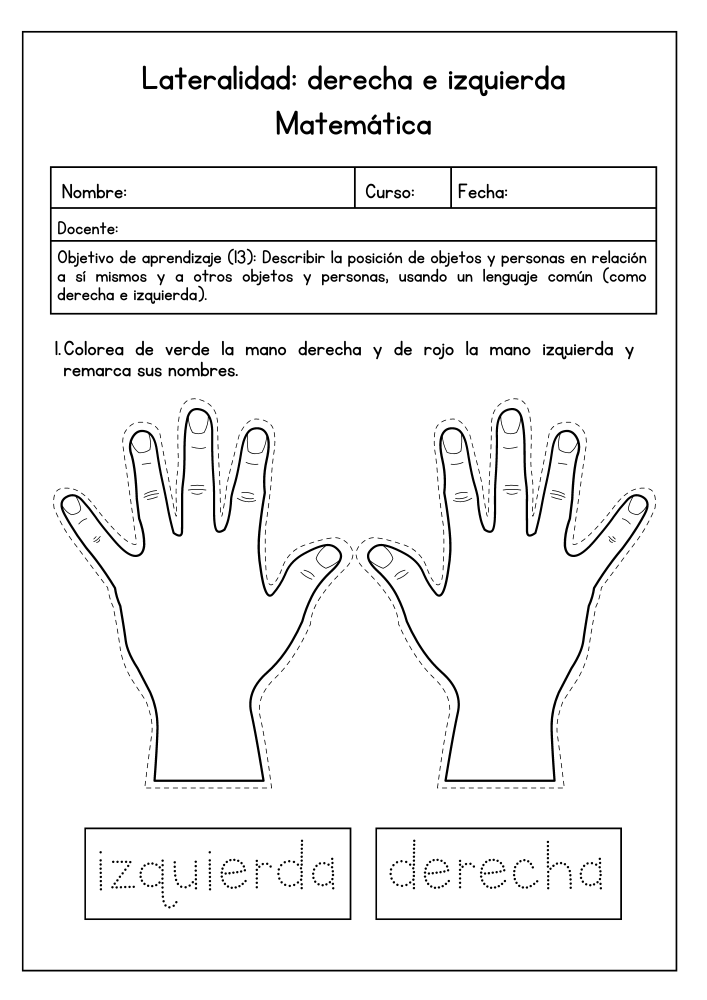 Lateralidad: derecha e izquierda
Matemática
Nombre:
Curso:
Fecha:
Docente:
Objetivo de aprendizaje (13): Describir la posición de objetos y personas en relación
a sí mismos y a otros objetos y personas, usando un lenguaje común (como
derecha e izquierda).
1. Colorea de verde la mano derecha y de rojo la mano izquierda y
remarca sus nombres.
izquierda
derecha